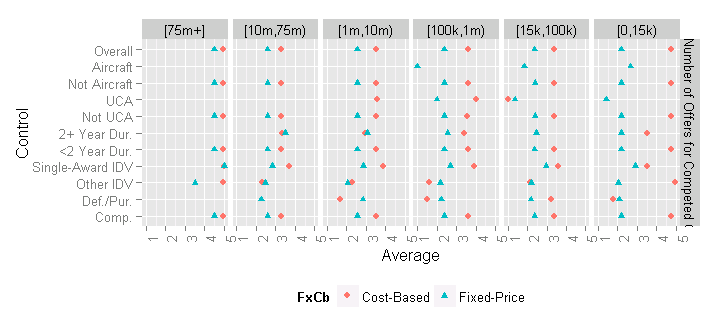 [75m+] [10m,75m) [1m,10m) [100k,1m) [15k,100k) [0,15k)
Control
Overall
Aircraft
Not Aircraft
UCA
Not UCA
2+ Year Dur.
<2 Year Dur.
Single-Award IDV
Other IDV
Def./Pur.
Comp.
Number of Offers for Competed (
1 2 3 4 5 1 2 3 4 5 1 2 3 4 5 1 2 3 4 5 1 2 3 4 5 1 2 3 4 5
Average
FxCb Cost-Based Fixed-Price